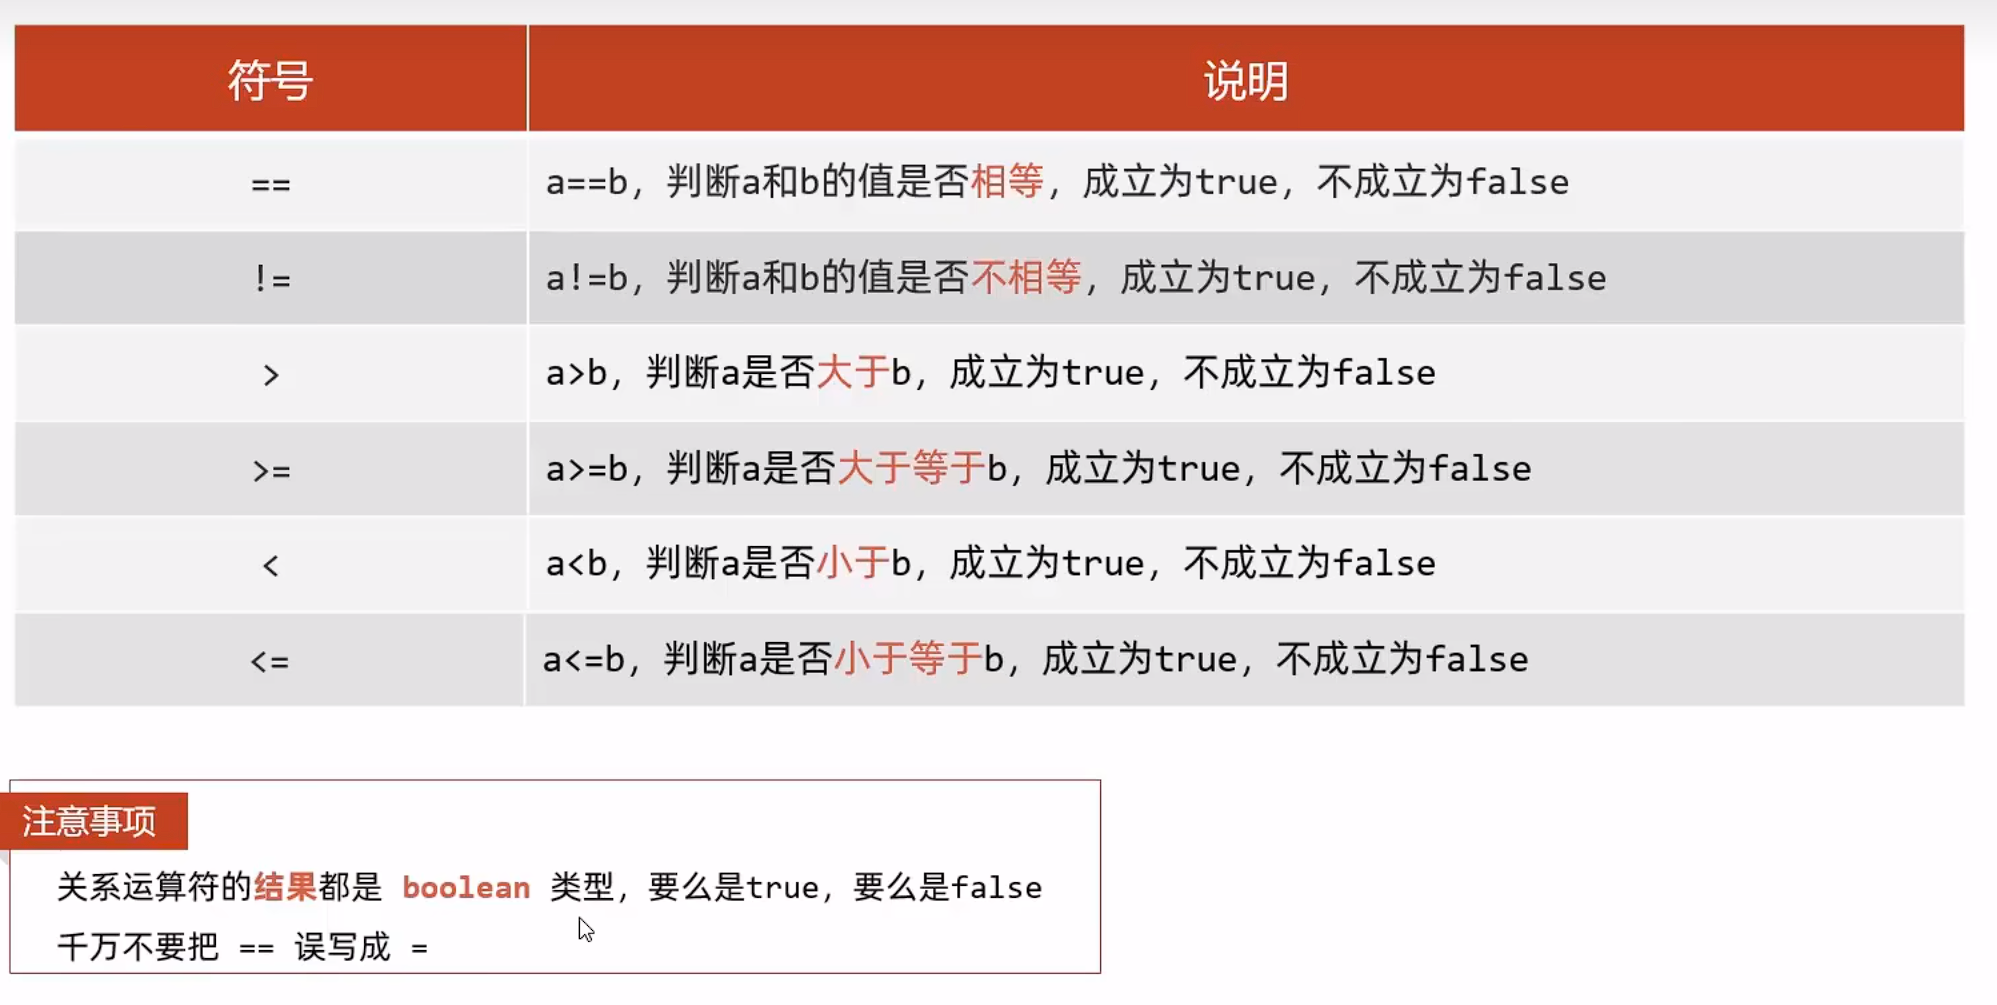 符号 说明
== a==b，判断a和b的值是否相等，成立为true，不成立为false
!= a!=b，判断a和b的值是否不相等，成立为true，不成立为false
> a>b，判断a是否大于b，成立为true，不成立为false
>= a>=b，判断a是否大于等于b，成立为true，不成立为false
< a<b，判断a是否小于b，成立为true，不成立为false
<= a<=b，判断a是否小于等于b，成立为true，不成立为false
注意事项
关系运算符的结果都是 boolean 类型，要么是true，要么是false
千万不要把 == 误写成 =